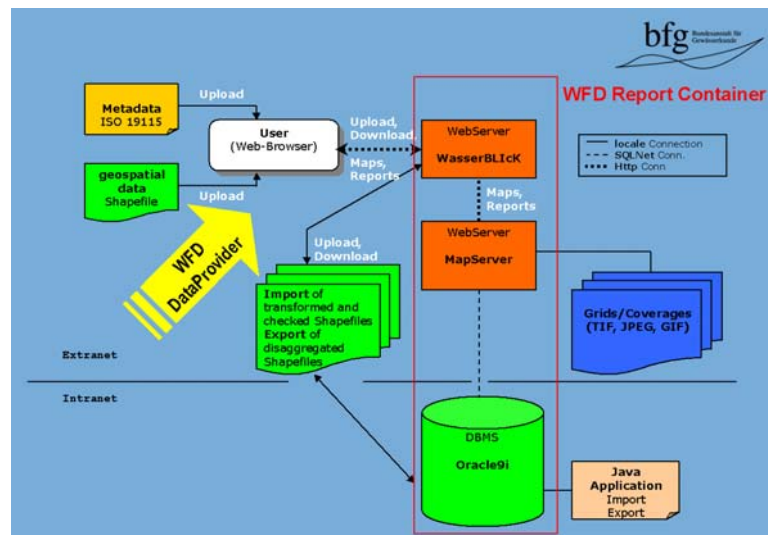 bfg
Bundesanstalt für
Gewässerkunde
WFD Report Container
Metadata
ISO 19115
Upload
User
(Web-Browser)
Upload,
Download,
Maps,
Reports
WebServer
WasserBLIcK
locale Connection
SQLNet Conn.
Http Conn
geospatial
data
Shapefile
Upload
Maps,
Reports
WFD
DataProvider
Upload,
Download
WebServer
MapServer
Import of
transformed and
checked Shapefiles
Export of
disaggregated
Shapefiles
Grids/Coverages
(TIF, JPEG, GIF)
Extranet
Intranet
DBMS
Oracle9i
Java
Application
Import
Export